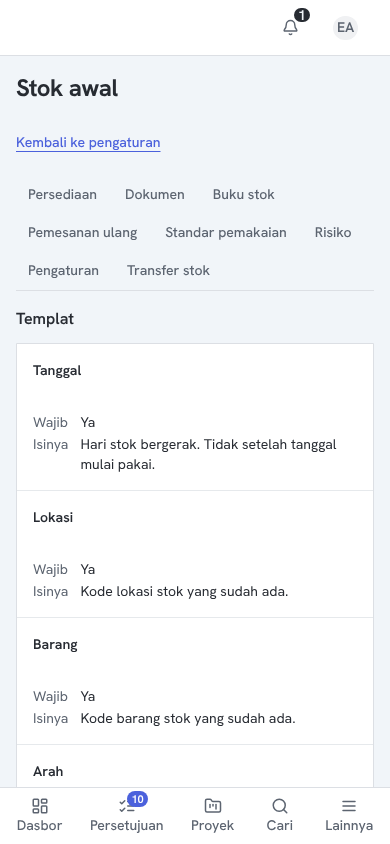 1
EA
Stok awal
Kembali ke pengaturan
Persediaan Dokumen Buku stok
Pemesanan ulang Standar pemakaian Risiko
Pengaturan Transfer stok
Templat
Tanggal
Wajib Ya
Isinya Hari stok bergerak. Tidak setelah tanggal
mulai pakai.
Lokasi
Wajib Ya
Isinya Kode lokasi stok yang sudah ada.
Barang
Wajib Ya
Isinya Kode barang stok yang sudah ada.
Arah
10
Dasbor Persetujuan Proyek Cari Lainnya